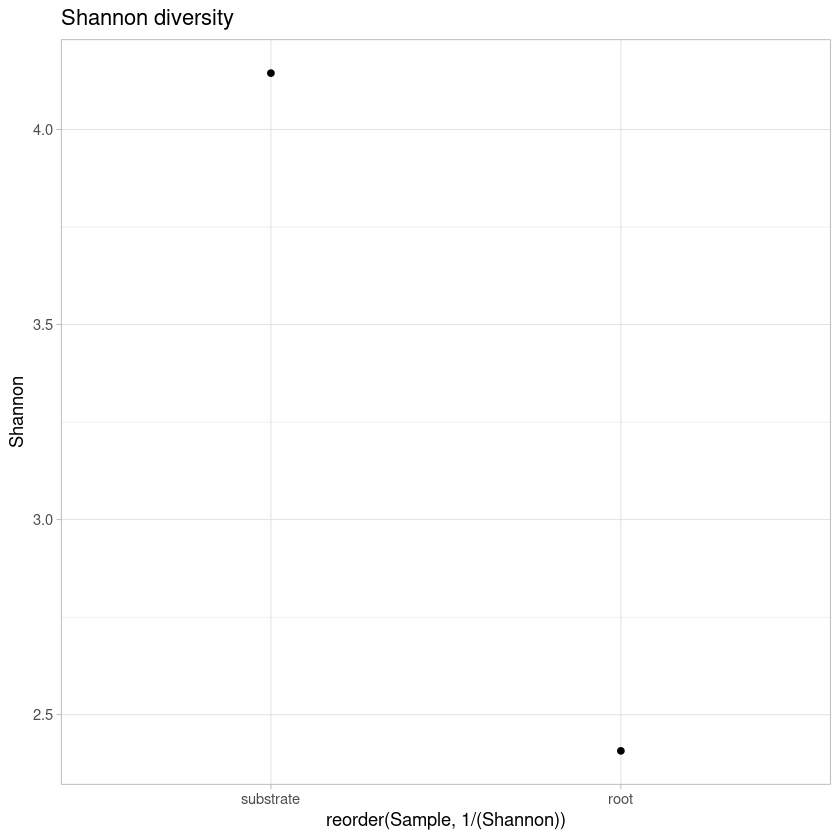 Shannon diversity
4.0
3.5
3.0
2.5
Shannon
substrate root
reorder(Sample, 1/(Shannon))